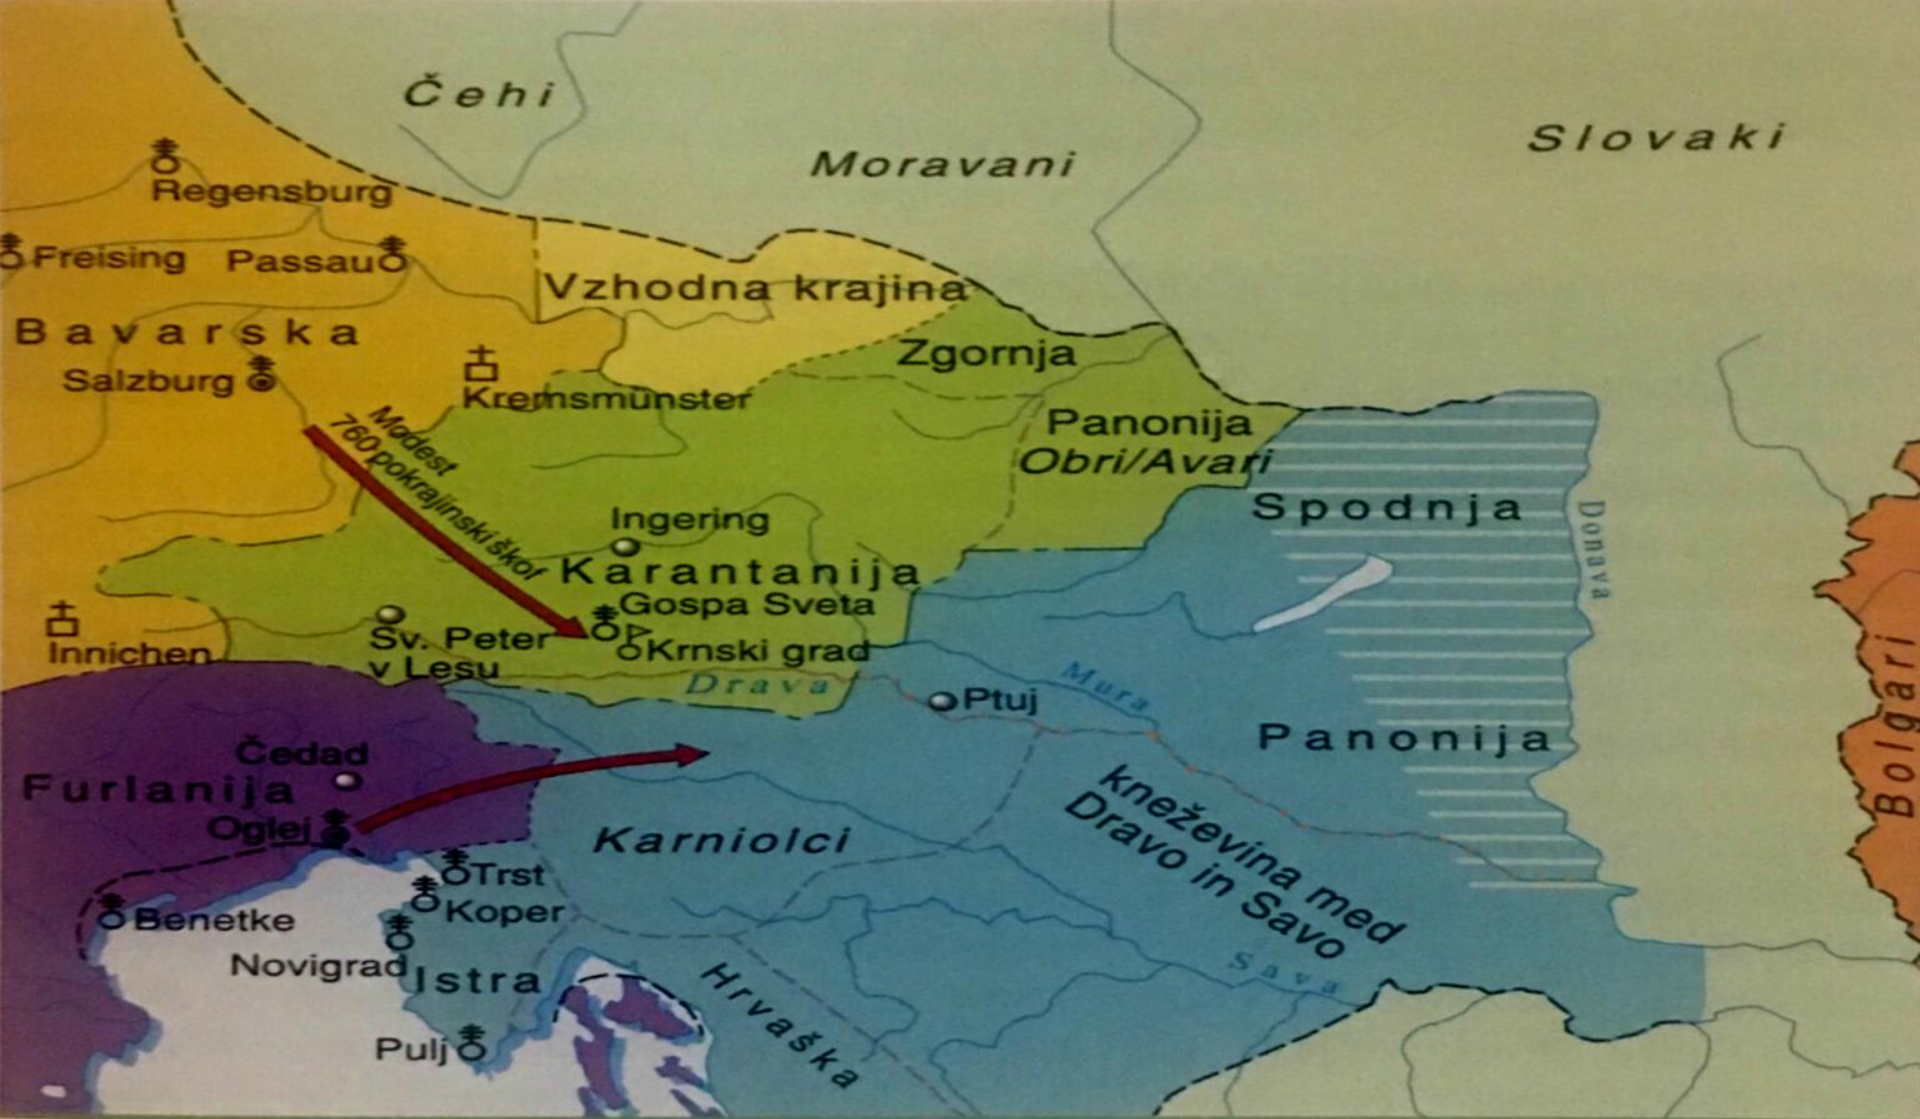 Čehi
Moravani
Slovaki
Regensburg
Freising
Passau
Vzhodna krajina
Bavarska
Salzburg
Kremsmünster
Zgornja
Panonija
Obri/Avari
Modest
760 pokrajinski škof
Spodnja
Panonija
Donava
Ingering
Karantanija
Gospa Sveta
Krnski grad
Innichen
Sv. Peter
v Lesu
Drava
Mura
Ptuj
Bolgari
Čedad
Furlanija
Oglej
Karniolci
kneževina med
Dravo in Savo
Trst
Koper
Benetke
Novigrad
Istra
Sava
Hrvaška
Pulj